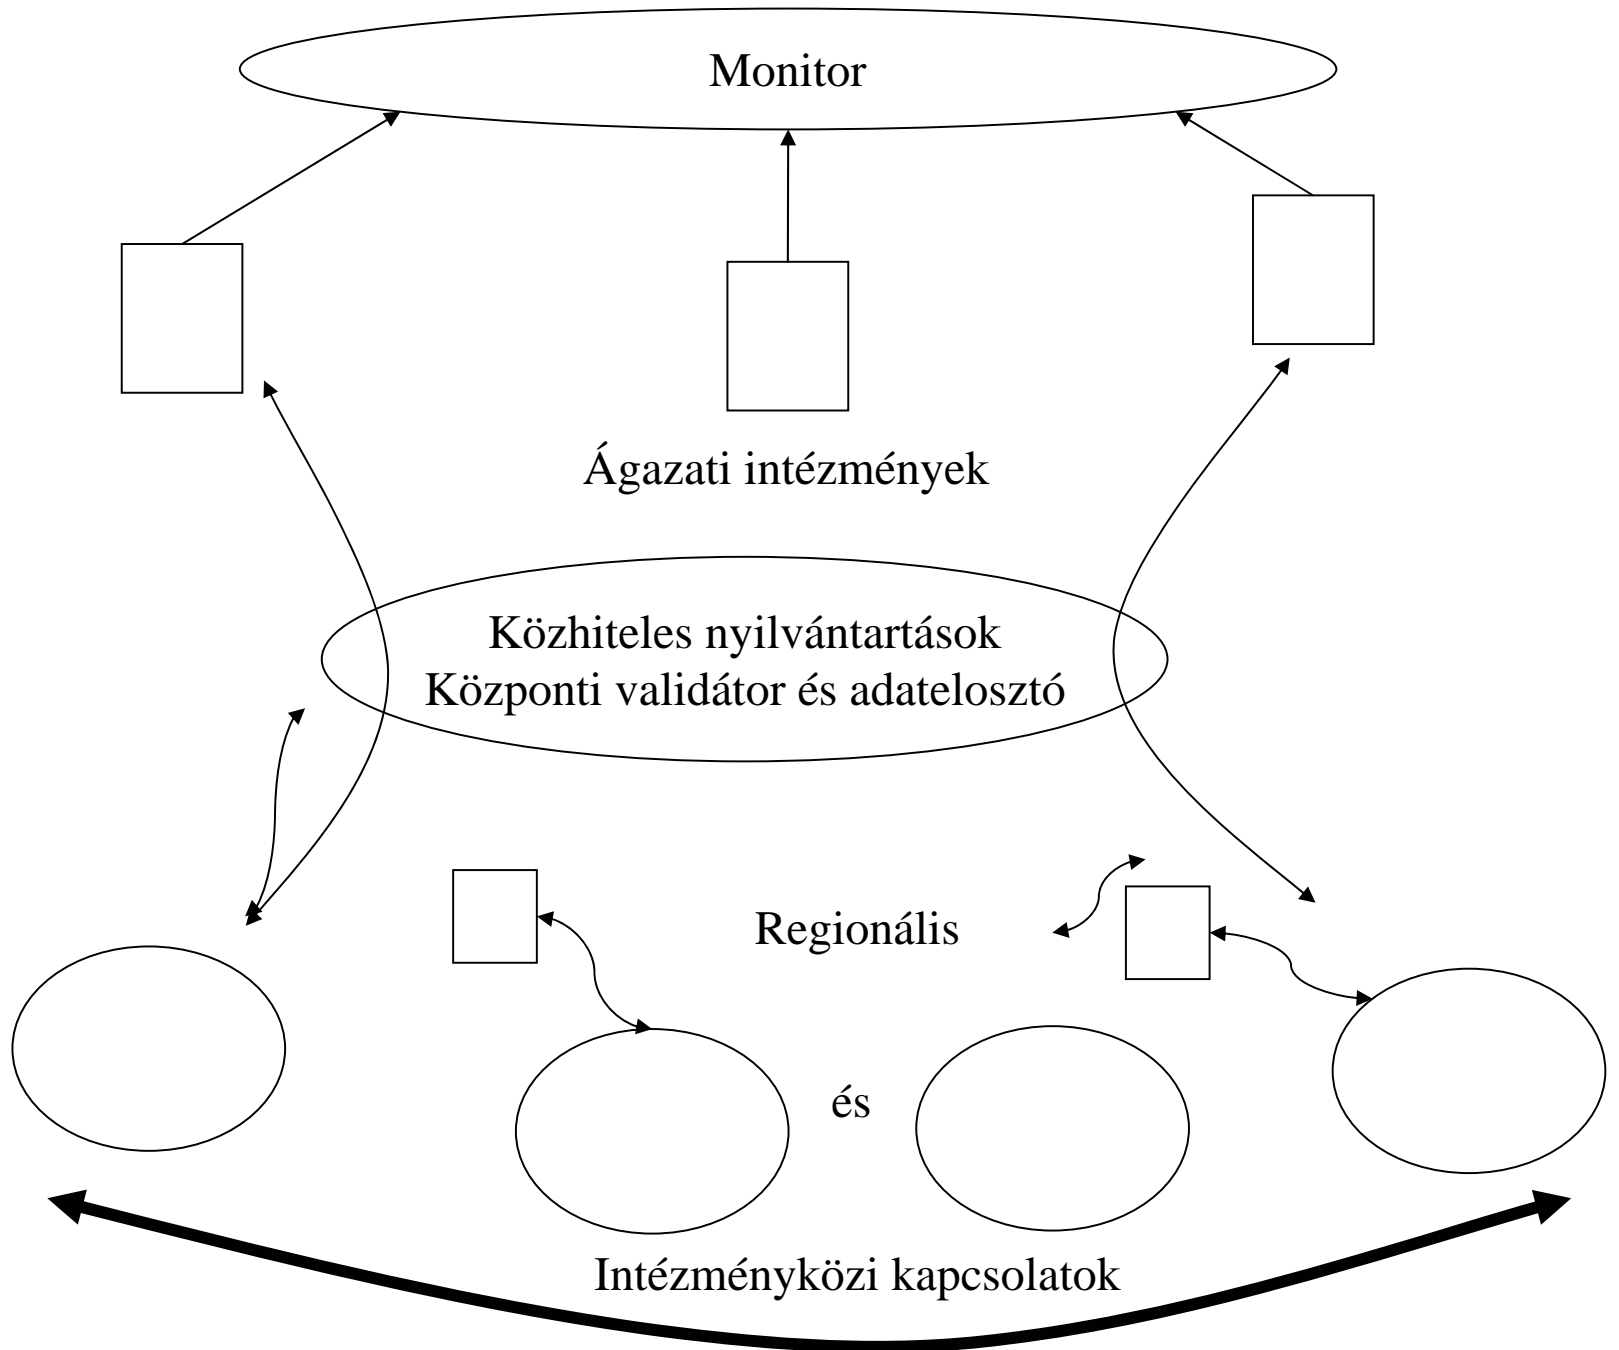 Monitor
Ágazati intézmények
Közhiteles nyilvántartások
Központi validátor és adatelosztó
Regionális
és
Intézményközi kapcsolatok